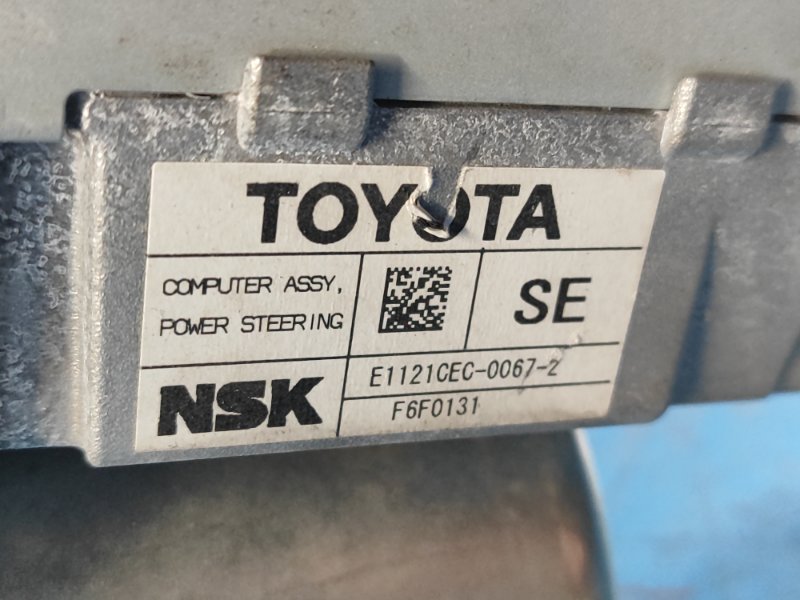 TOYOTA
COMPUTER ASSY,
POWER STEERING
SE
E1121CEC-0067-2
NSK
F6F0131